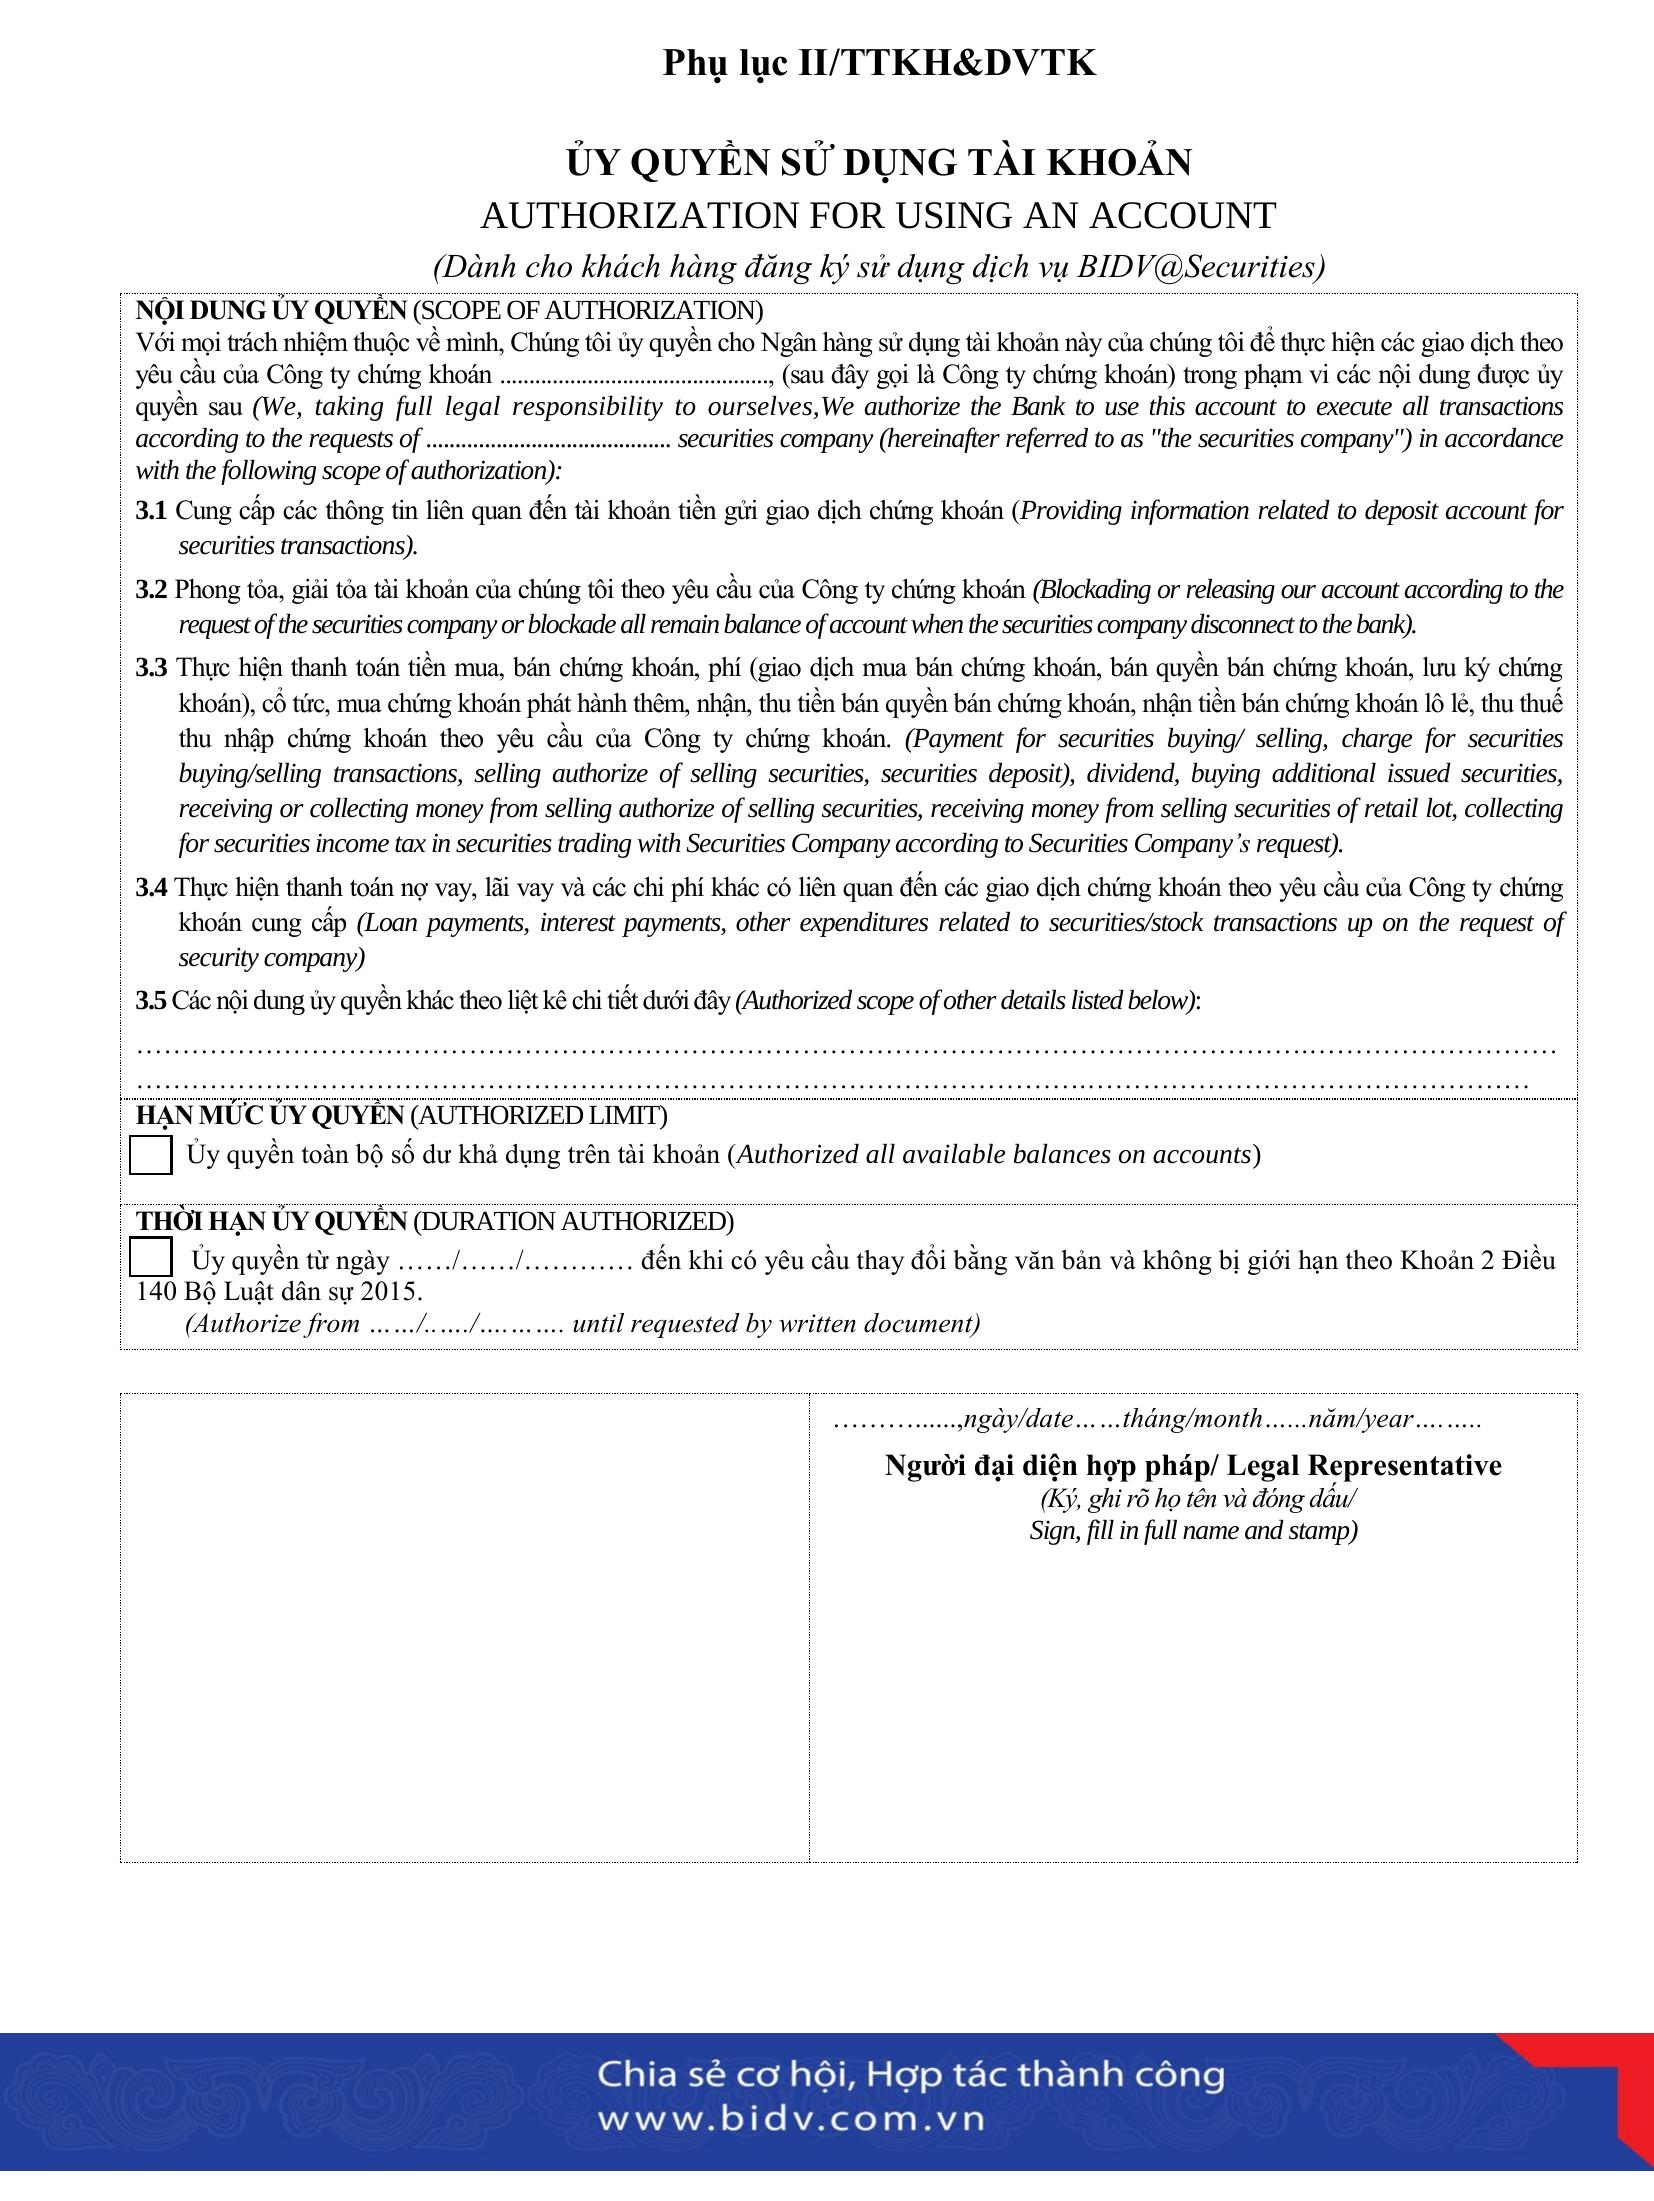 Phụ lục II/TTKH&DVTK
ỦY QUYỀN SỬ DỤNG TÀI KHOẢN
AUTHORIZATION FOR USING AN ACCOUNT
(Dành cho khách hàng đăng ký sử dụng dịch vụ BIDV@Securities)
NỘI DUNG ỦY QUYỀN (SCOPE OF AUTHORIZATION)
Với mọi trách nhiệm thuộc về mình, Chúng tôi ủy quyền cho Ngân hàng sử dụng tài khoản này của chúng tôi để thực hiện các giao dịch theo
yêu cầu của Công ty chứng khoán ............................................., (sau đây gọi là Công ty chứng khoán) trong phạm vi các nội dung được ủy
quyền sau (We, taking full legal responsibility to ourselves,We authorize the Bank to use this account to execute all transactions
according to the requests of ......................................... securities company (hereinafter referred to as "the securities company") in accordance
with the following scope of authorization):
3.1 Cung cấp các thông tin liên quan đến tài khoản tiền gửi giao dịch chứng khoán (Providing information related to deposit account for
securities transactions).
3.2 Phong tỏa, giải tỏa tài khoản của chúng tôi theo yêu cầu của Công ty chứng khoán (Blockading or releasing our account according to the
request of the securities company or blockade all remain balance of account when the securities company disconnect to the bank).
3.3 Thực hiện thanh toán tiền mua, bán chứng khoán, phí (giao dịch mua bán chứng khoán, bán quyền bán chứng khoán, lưu ký chứng
khoán), cổ tức, mua chứng khoán phát hành thêm, nhận, thu tiền bán quyền bán chứng khoán, nhận tiền bán chứng khoán lô lẻ, thu thuế
thu nhập chứng khoán theo yêu cầu của Công ty chứng khoán. (Payment for securities buying/ selling, charge for securities
buying/selling transactions, selling authorize of selling securities, securities deposit), dividend, buying additional issued securities,
receiving or collecting money from selling authorize of selling securities, receiving money from selling securities of retail lot, collecting
for securities income tax in securities trading with Securities Company according to Securities Company’s request).
3.4 Thực hiện thanh toán nợ vay, lãi vay và các chi phí khác có liên quan đến các giao dịch chứng khoán theo yêu cầu của Công ty chứng
khoán cung cấp (Loan payments, interest payments, other expenditures related to securities/stock transactions up on the request of
security company)
3.5 Các nội dung ủy quyền khác theo liệt kê chi tiết dưới đây (Authorized scope of other details listed below):
………………………………………………………………………………………………………………….………………………
……………………………………………………………………………………………………………………………………………
HẠN MỨC ỦY QUYỀN (AUTHORIZED LIMIT)
Ủy quyền toàn bộ số dư khả dụng trên tài khoản (Authorized all available balances on accounts)
THỜI HẠN ỦY QUYỀN (DURATION AUTHORIZED)
Ủy quyền từ ngày ……/……/………… đến khi có yêu cầu thay đổi bằng văn bản và không bị giới hạn theo Khoản 2 Điều
140 Bộ Luật dân sự 2015.
(Authorize from ……/……/………. until requested by written document)
………......,ngày/date……tháng/month……năm/year………
Người đại diện hợp pháp/ Legal Representative
(Ký, ghi rõ họ tên và đóng dấu/
Sign, fill in full name and stamp)
Chia sẻ cơ hội, Hợp tác thành công
www.bidv.com.vn